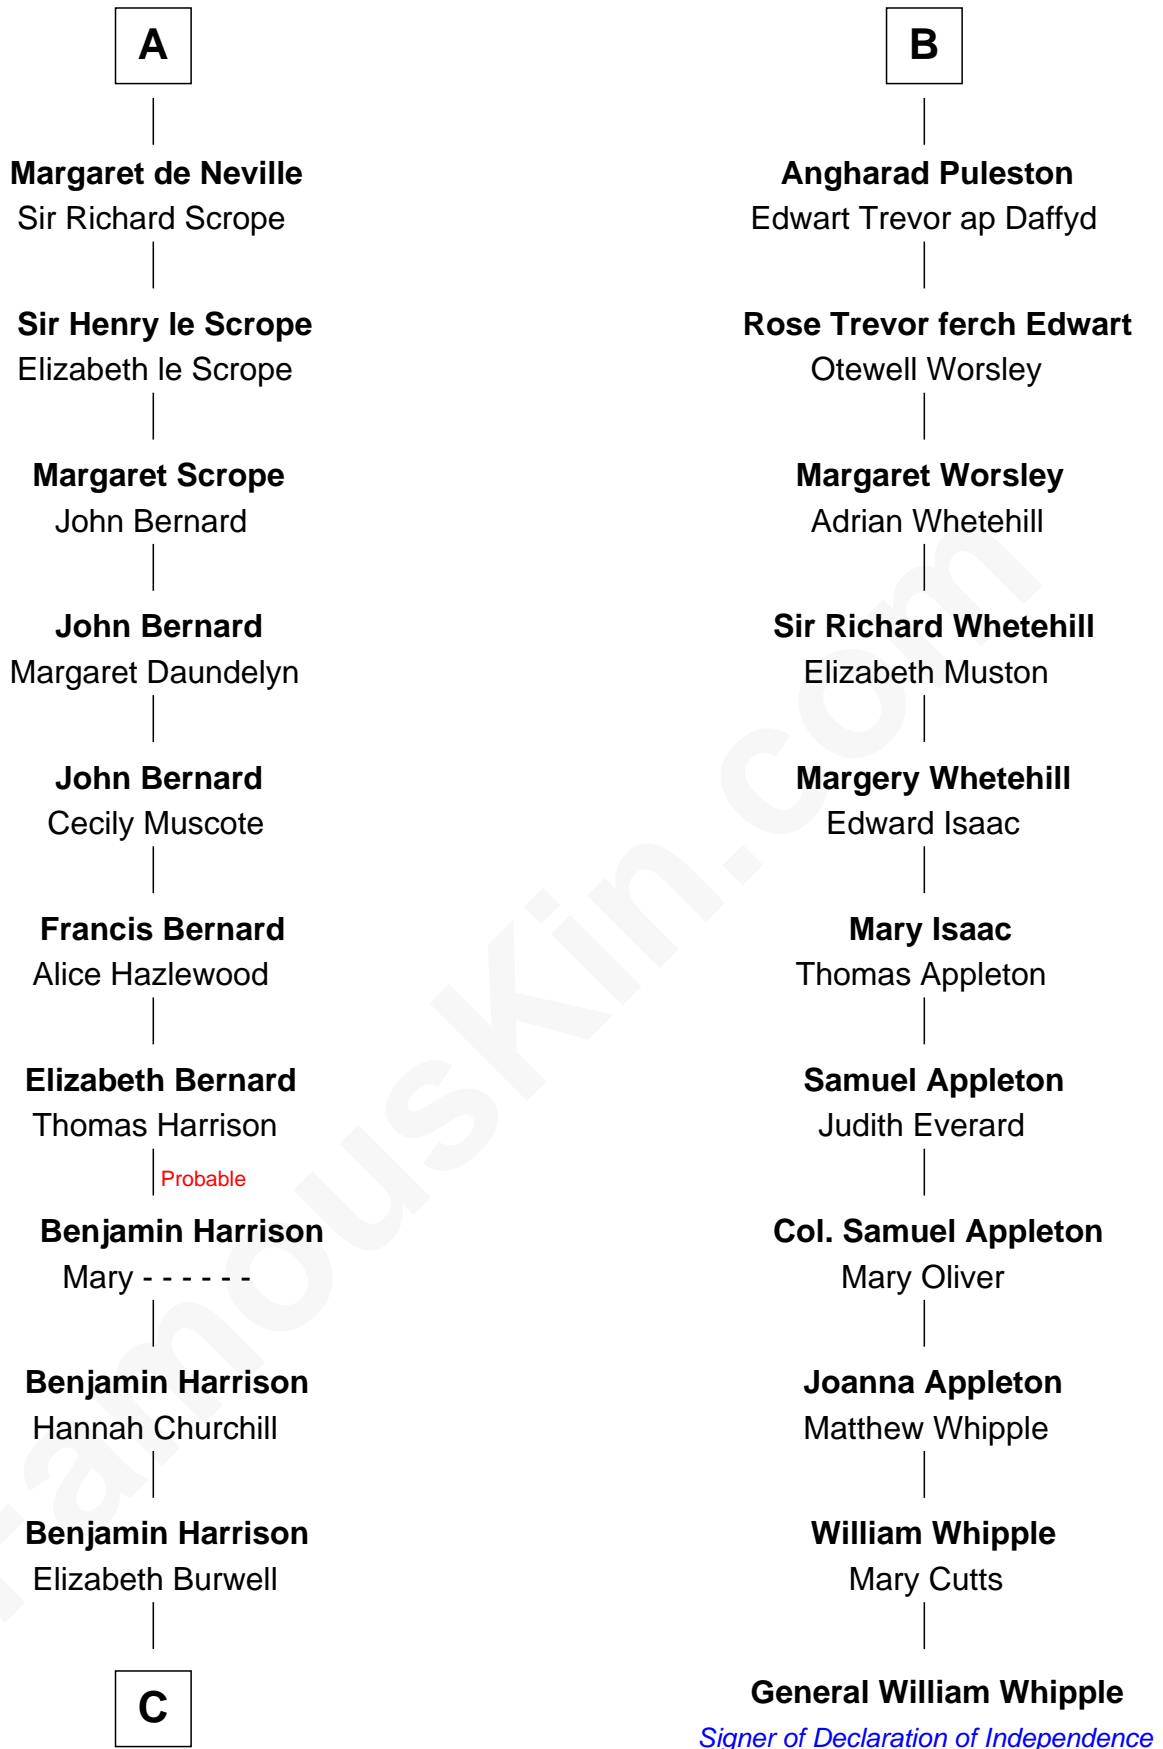 A
Margaret de Neville
Sir Richard Scrope
Sir Henry le Scrope
Elizabeth le Scrope
Margaret Scrope
John Bernard
John Bernard
Margaret Daundelyn
John Bernard
Cecily Muscote
Francis Bernard
Alice Hazlewood
Elizabeth Bernard
Thomas Harrison
Probable
Benjamin Harrison
Mary - - - - - -
Benjamin Harrison
Hannah Churchill
Benjamin Harrison
Elizabeth Burwell
C
B
Angharad Puleston
Edwart Trevor ap Daffyd
Rose Trevor ferch Edwart
Otewell Worsley
Margaret Worsley
Adrian Whetehill
Sir Richard Whetehill
Elizabeth Muston
Margery Whetehill
Edward Isaac
Mary Isaac
Thomas Appleton
Samuel Appleton
Judith Everard
Col. Samuel Appleton
Mary Oliver
Joanna Appleton
Matthew Whipple
William Whipple
Mary Cutts
General William Whipple
Signer of Declaration of Independence
FamousKin.com